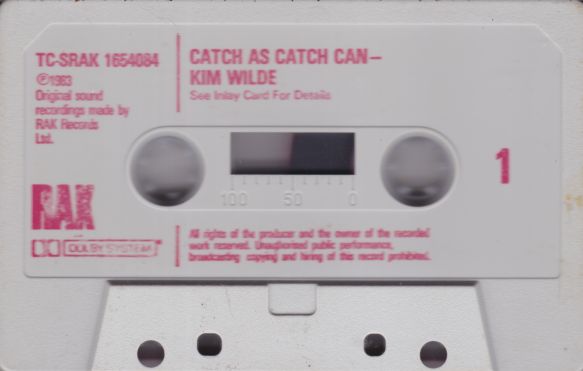 TC-SRAK 1654084
℗1983
Original sound
recordings made by
RAK Records
Ltd.
CATCH AS CATCH CAN–
KIM WILDE
See Inlay Card For Details
1
100 50 0
RAK
DOLBY SYSTEM
All rights of the producer and the owner of the recorded
work reserved. Unauthorised public performance,
broadcasting copying and hiring of this record prohibited.